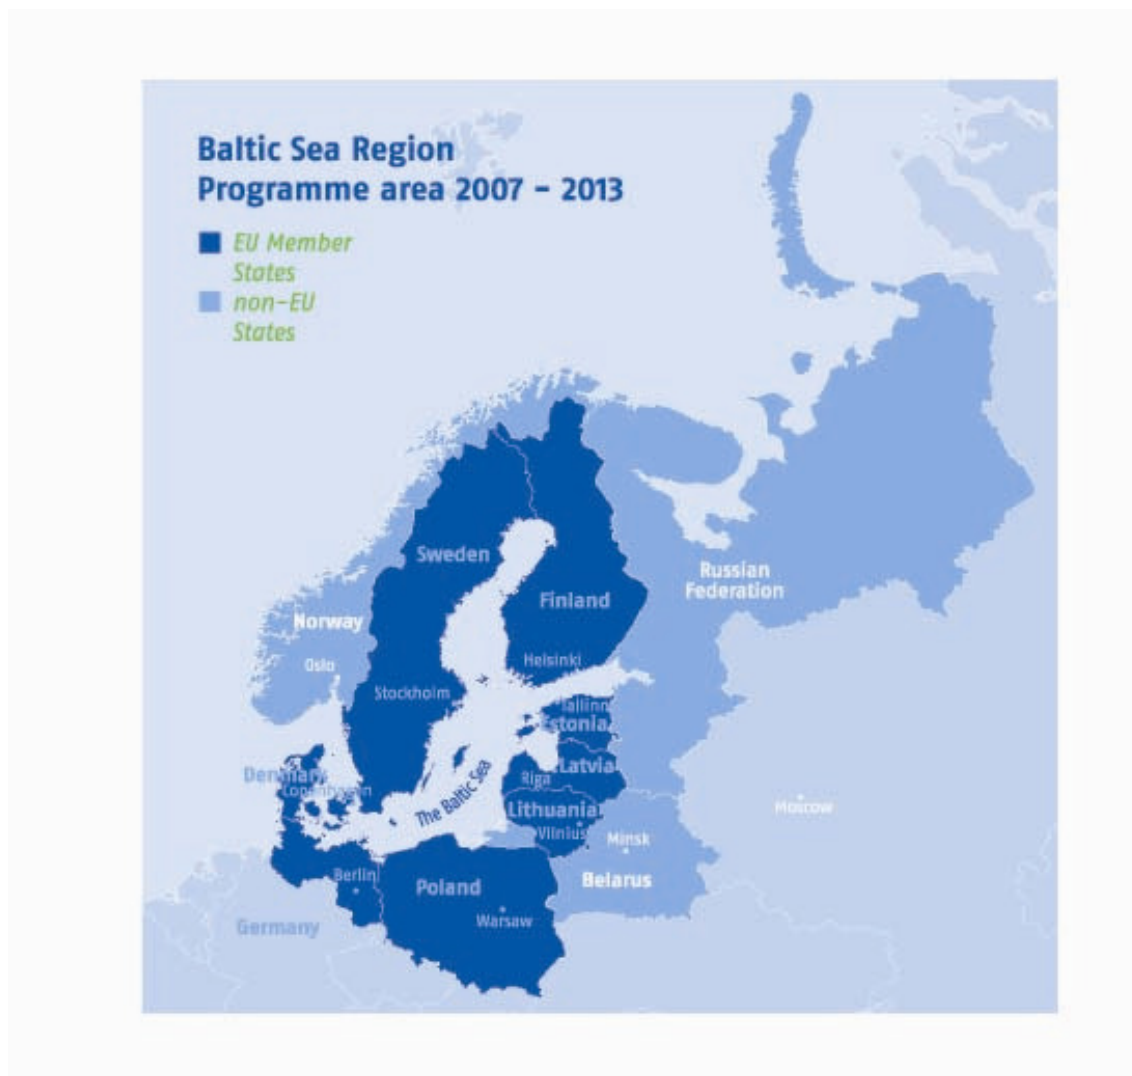 Baltic Sea Region
Programme area 2007 - 2013
EU Member
States
non-EU
States
Sweden
Finland
Russian
Federation
Norway
Oslo
Helsinki
Stockholm
Tallinn
Estonia
Latvia
Riga
Denmark
Copenhagen
The Baltic Sea
Lithuania
Vilnius
Moscow
Minsk
Belarus
Berlin
Poland
Warsaw
Germany